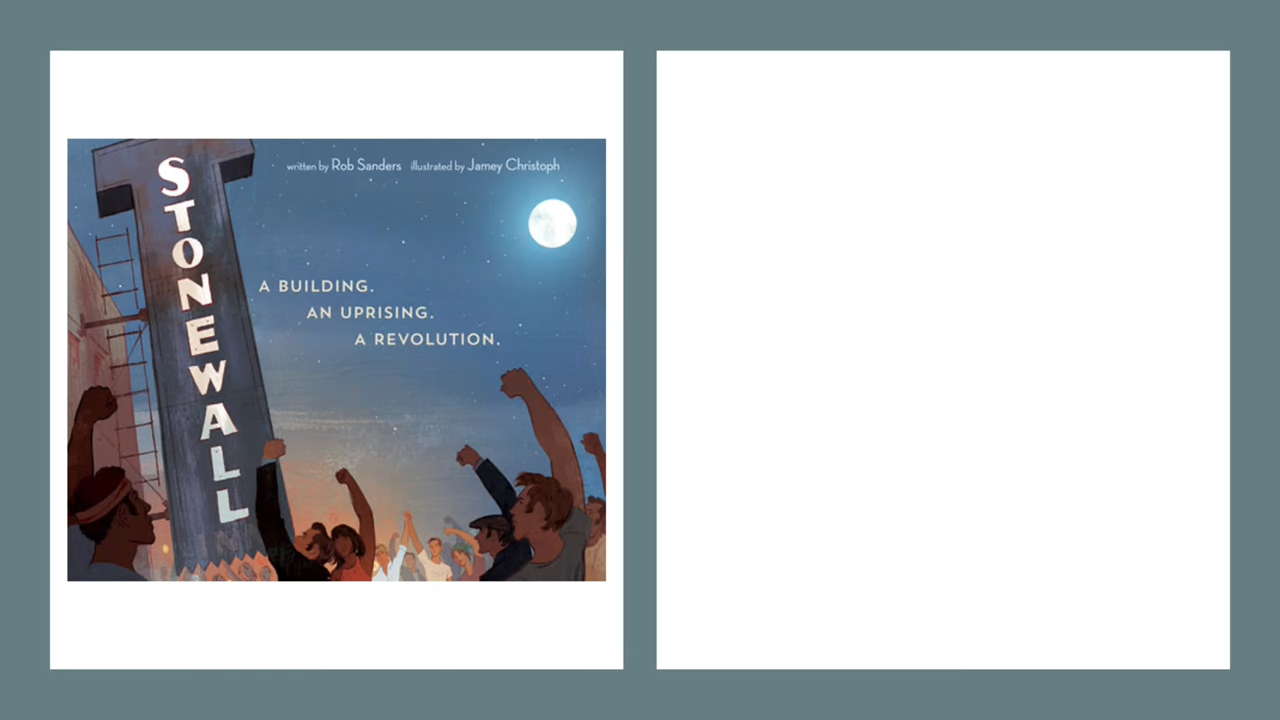 written by Rob Sanders illustrated by Jamey Christoph
STONEWALL
A BUILDING.
AN UPRISING.
A REVOLUTION.